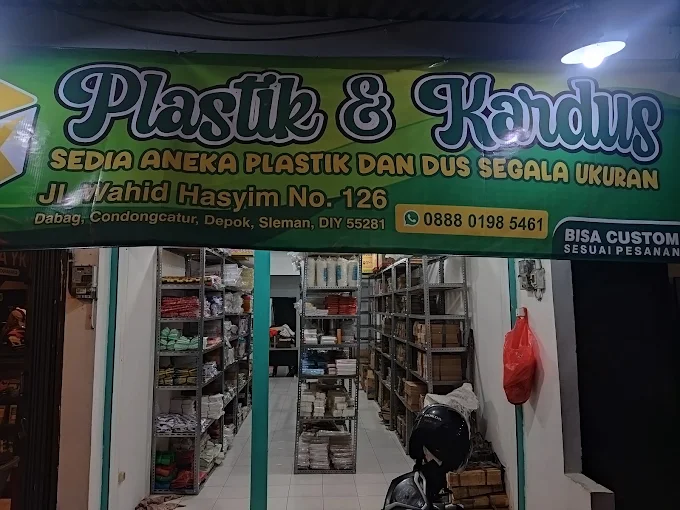 Plastik & Kardus
SEDIA ANEKA PLASTIK DAN DUS SEGALA UKURAN
Jl. Wahid Hasyim No. 126
Dabag, Condongcatur, Depok, Sleman, DIY 55281
0888 0198 5461
BISA CUSTOM
SESUAI PESANAN